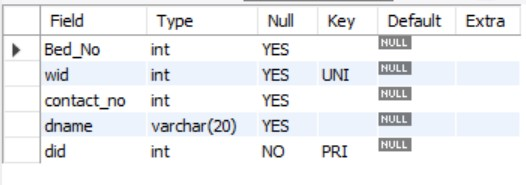 Field Type Null Key Default Extra
Bed_No int YES NULL
wid int YES UNI NULL
contact_no int YES NULL
dname varchar(20) YES NULL
did int NO PRI NULL